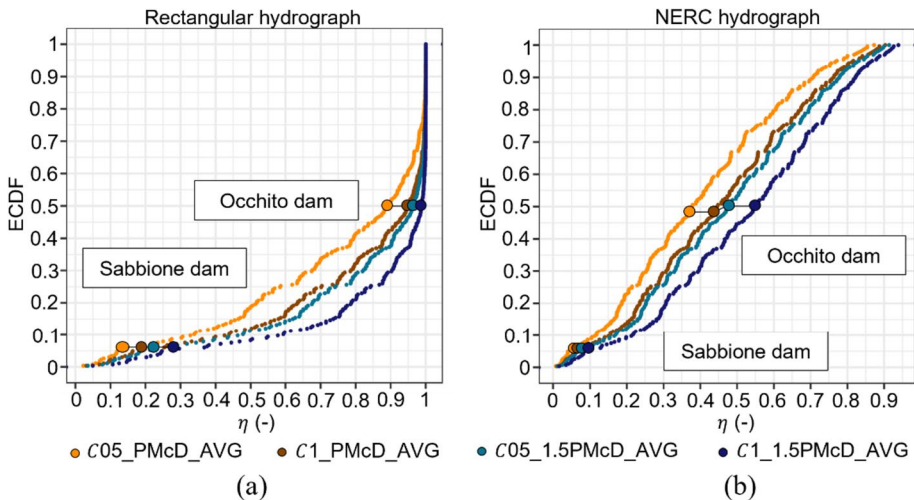 Rectangular hydrograph
1
0.9
0.8
0.7
0.6
0.5
0.4
0.3
0.2
0.1
0
ECDF
Occhito dam
Sabbione dam
0 0.1 0.2 0.3 0.4 0.5 0.6 0.7 0.8 0.9 1
η (-)
NERC hydrograph
1
0.9
0.8
0.7
0.6
0.5
0.4
0.3
0.2
0.1
0
ECDF
Occhito dam
Sabbione dam
0 0.1 0.2 0.3 0.4 0.5 0.6 0.7 0.8 0.9
η (-)
C05_PMcD_AVG C1_PMcD_AVG C05_1.5PMcD_AVG C1_1.5PMcD_AVG
(a) (b)